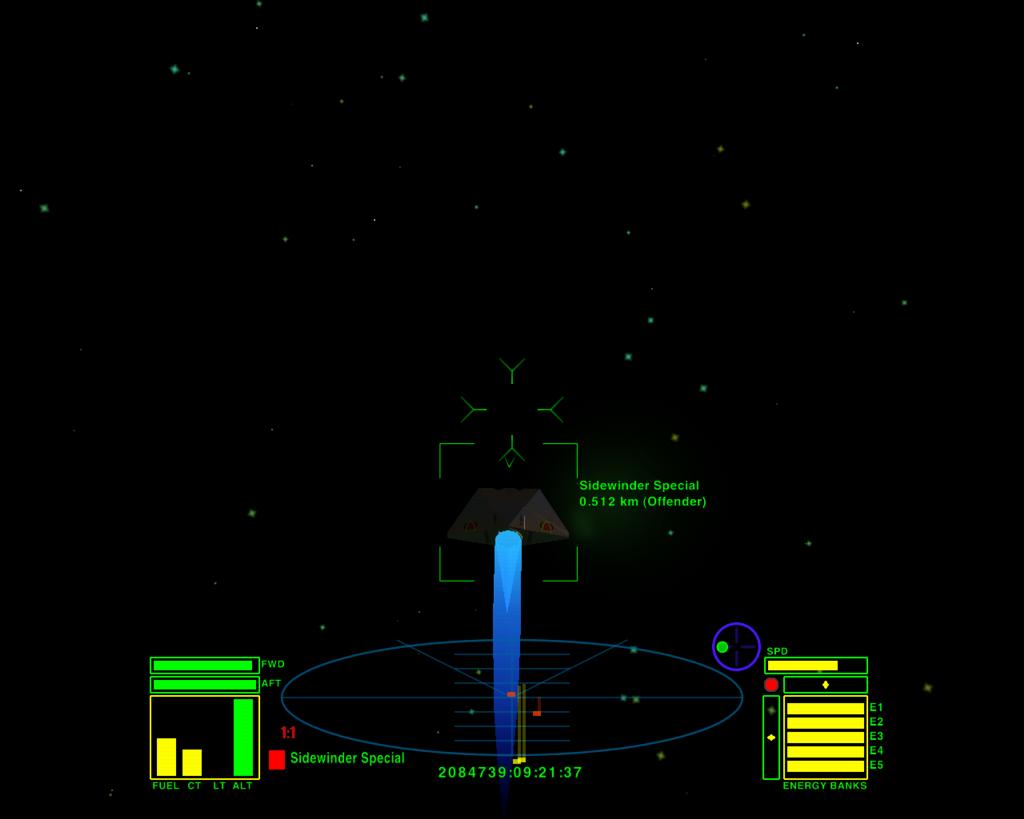 Sidewinder Special
0.512 km (Offender)
SPD
FWD
AFT
E1
E2
E3
E4
E5
1:1
Sidewinder Special
2084739:09:21:37
FUEL CT LT ALT
ENERGY BANKS